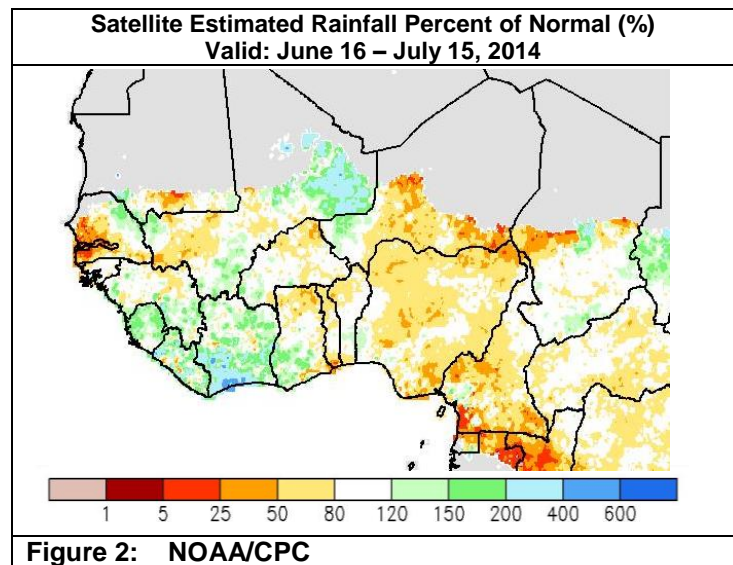 Satellite Estimated Rainfall Percent of Normal (%)
Valid: June 16 – July 15, 2014
1 5 25 50 80 120 150 200 400 600
Figure 2: NOAA/CPC